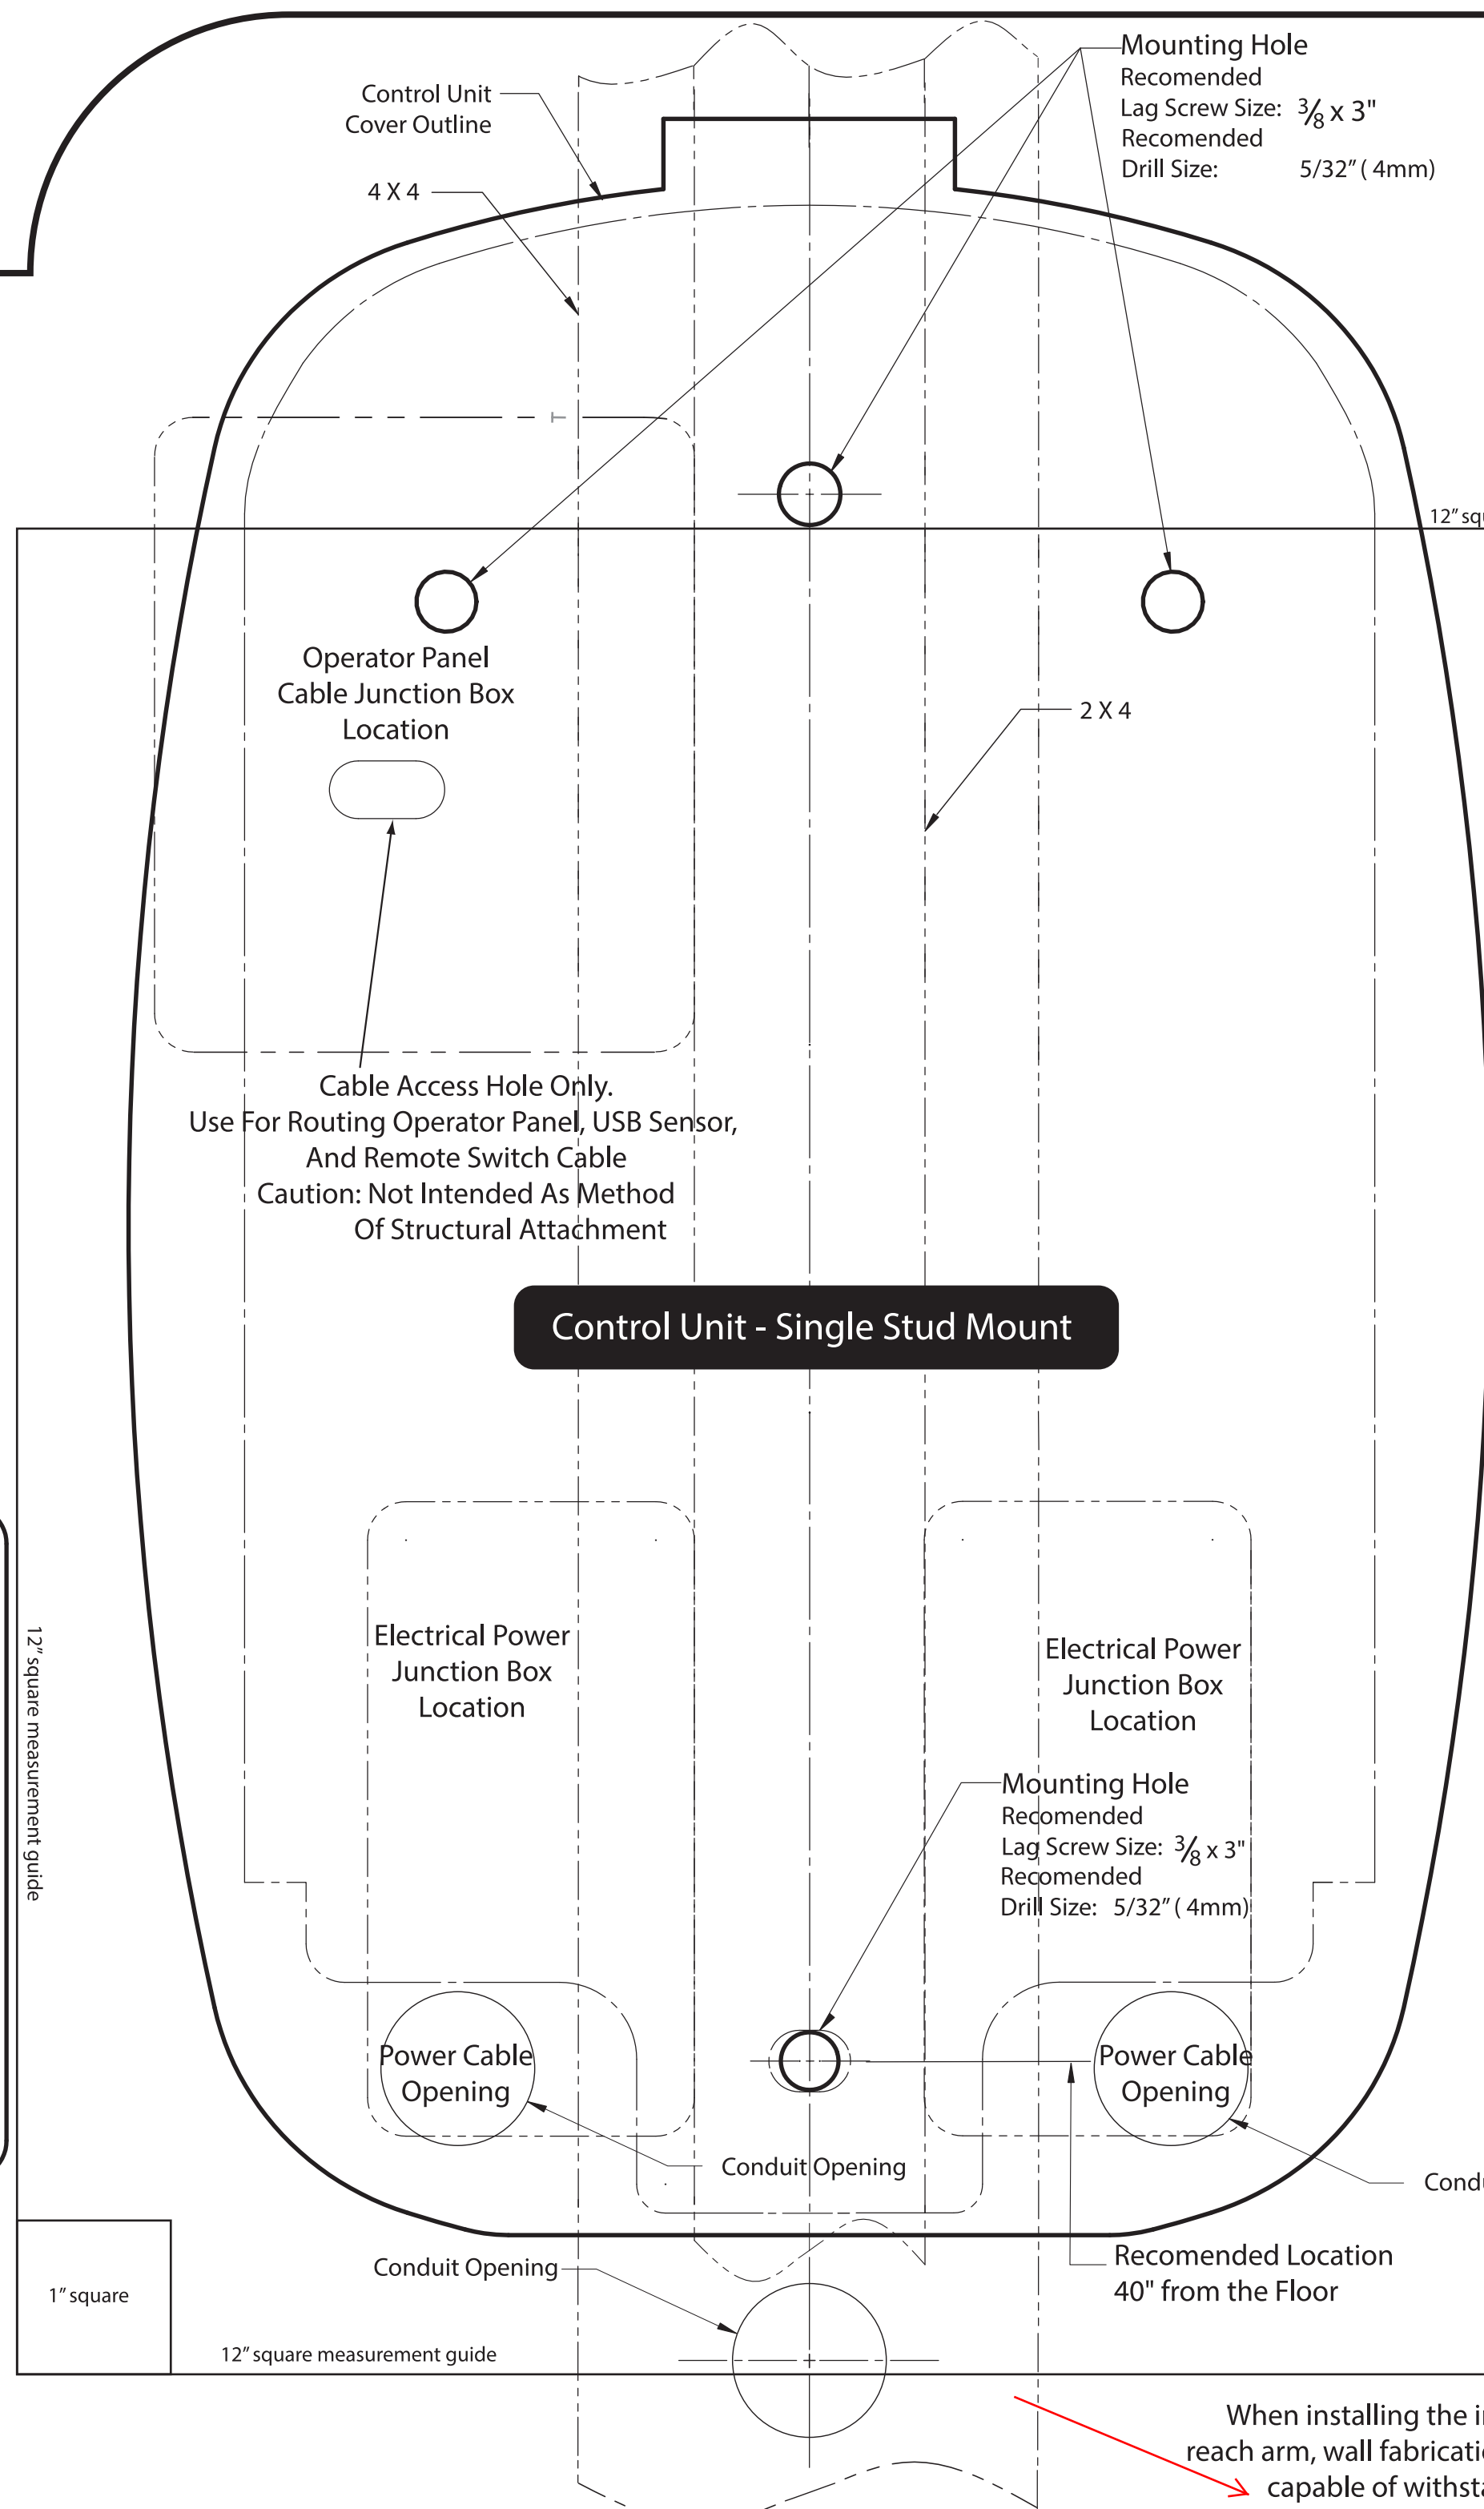 Mounting Hole
Recomended
Lag Screw Size: 3/8 x 3"
Recomended
Drill Size: 5/32" ( 4mm)
Control Unit
Cover Outline
4 X 4
12" 
Operator Panel
Cable Junction Box
Location
2 X 4
Cable Access Hole Only.
Use For Routing Operator Panel, USB Sensor,
And Remote Switch Cable
Caution: Not Intended As Method
Of Structural Attachment
Control Unit - Single Stud Mount
12" square measurement guide
Electrical Power
Junction Box
Location
Electrical Power
Junction Box
Location
Mounting Hole
Recomended
Lag Screw Size: 3/8 x 3"
Recomended
Drill Size: 5/32" ( 4mm)
Power Cable
Opening
Power Cable
Opening
Conduit Opening
Conduit Opening
Recomended Location
40" from the Floor
1" square
12" square measurement guide
When installing the
reach arm, wall
capable of